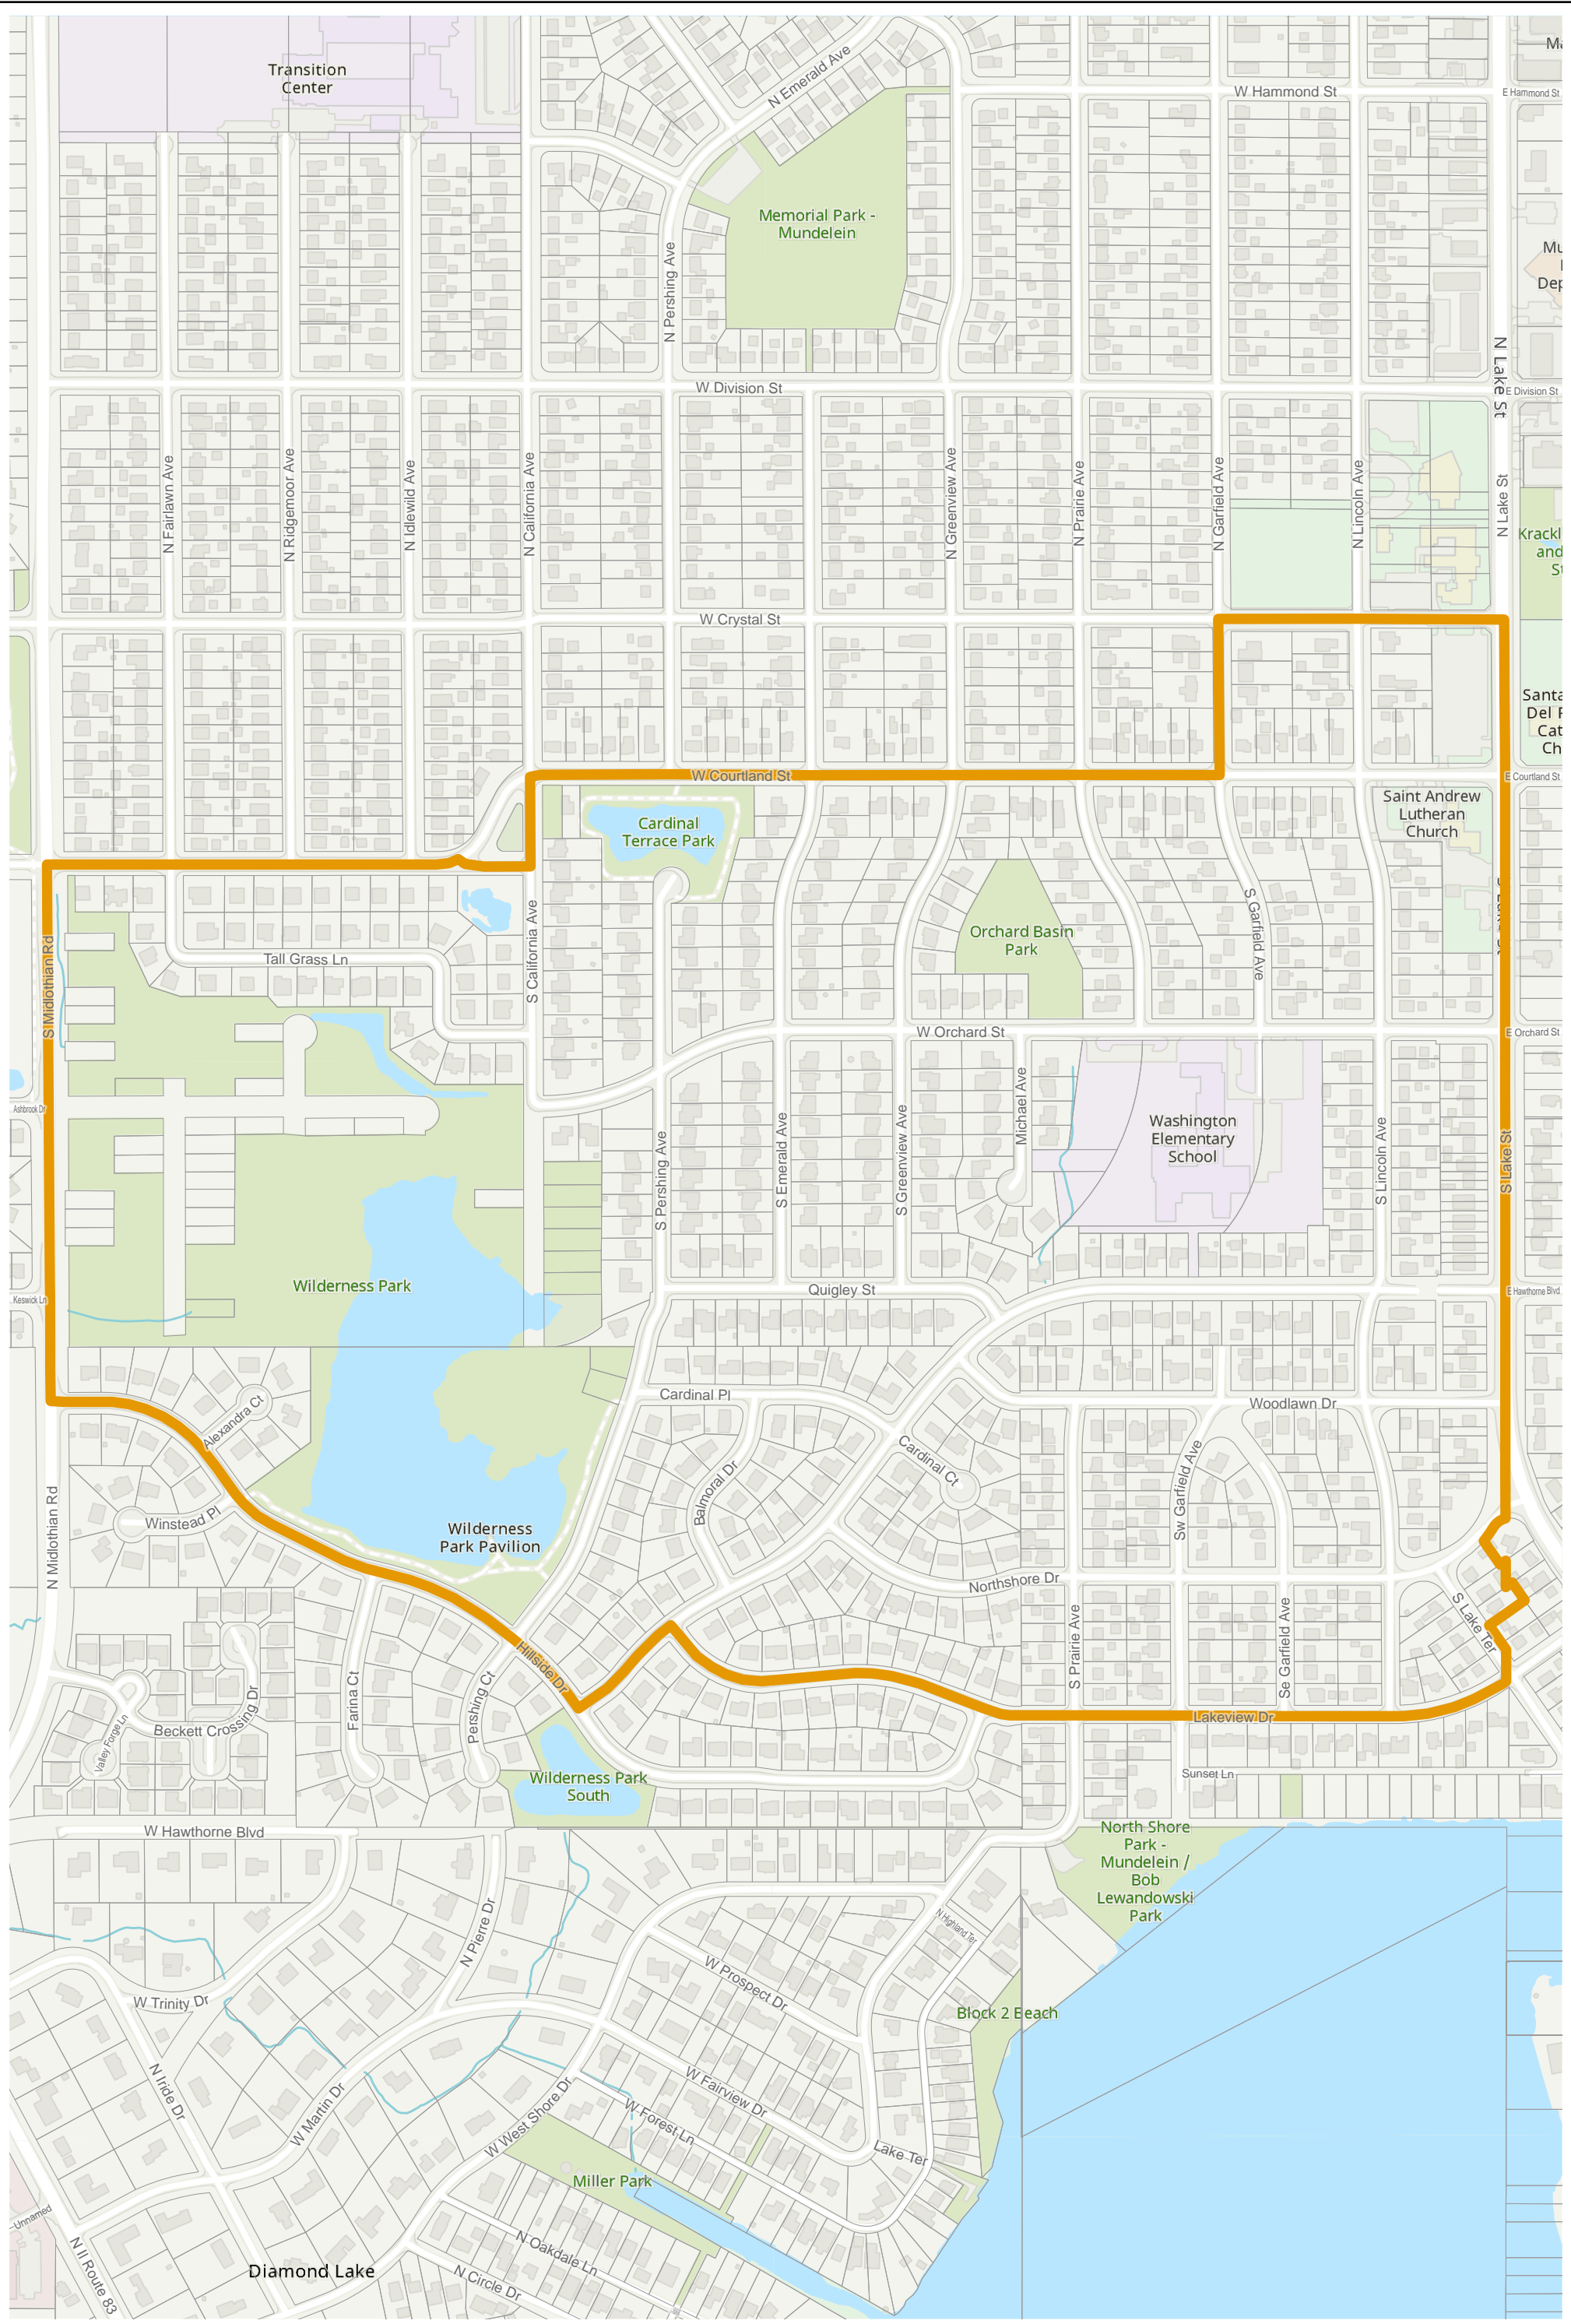 Transition
Center
N Emerald Ave
W Hammond St
E Hammond St
Memorial Park -
Mundelein
N Pershing Ave
W Division St
E Division St
N Lake St
N Fairlawn Ave
N Ridgemoor Ave
N Idlewild Ave
N California Ave
N Greenview Ave
N Prairie Ave
N Garfield Ave
N Lincoln Ave
N Lake St
W Crystal St
W Courtland St
E Courtland St
Cardinal
Terrace Park
Saint Andrew
Lutheran
Church
S Midlothian Rd
Tall Grass Ln
S California Ave
Orchard Basin
Park
S Garfield Ave
W Orchard St
E Orchard St
Ashbrook Dr
Michael Ave
Washington
Elementary
School
S Pershing Ave
S Emerald Ave
S Greenview Ave
S Lincoln Ave
S Lake St
Wilderness Park
Quigley St
Keswick Ln
E Hawthorne Blvd
Cardinal Pl
Woodlawn Dr
Alexandra Ct
Cardinal Ct
Balmoral Dr
Sw Garfield Ave
N Midlothian Rd
Winstead Pl
Wilderness
Park Pavilion
Northshore Dr
S Lake Ter
S Prairie Ave
Se Garfield Ave
Hillside Dr
Farina Ct
Pershing Ct
Beckett Crossing Dr
Valley Forge Ln
Lakeview Dr
Sunset Ln
Wilderness Park
South
W Hawthorne Blvd
North Shore
Park -
Mundelein /
Bob
Lewandowski
Park
N Pierre Dr
N Highland Ter
W Prospect Dr
W Trinity Dr
Block 2 Beach
N Iride Dr
W Martin Dr
W West Shore Dr
W Fairview Dr
W Forest Ln
Lake Ter
Miller Park
Unnamed
N Il Route 83
Diamond Lake
N Oakdale Ln
N Circle Dr